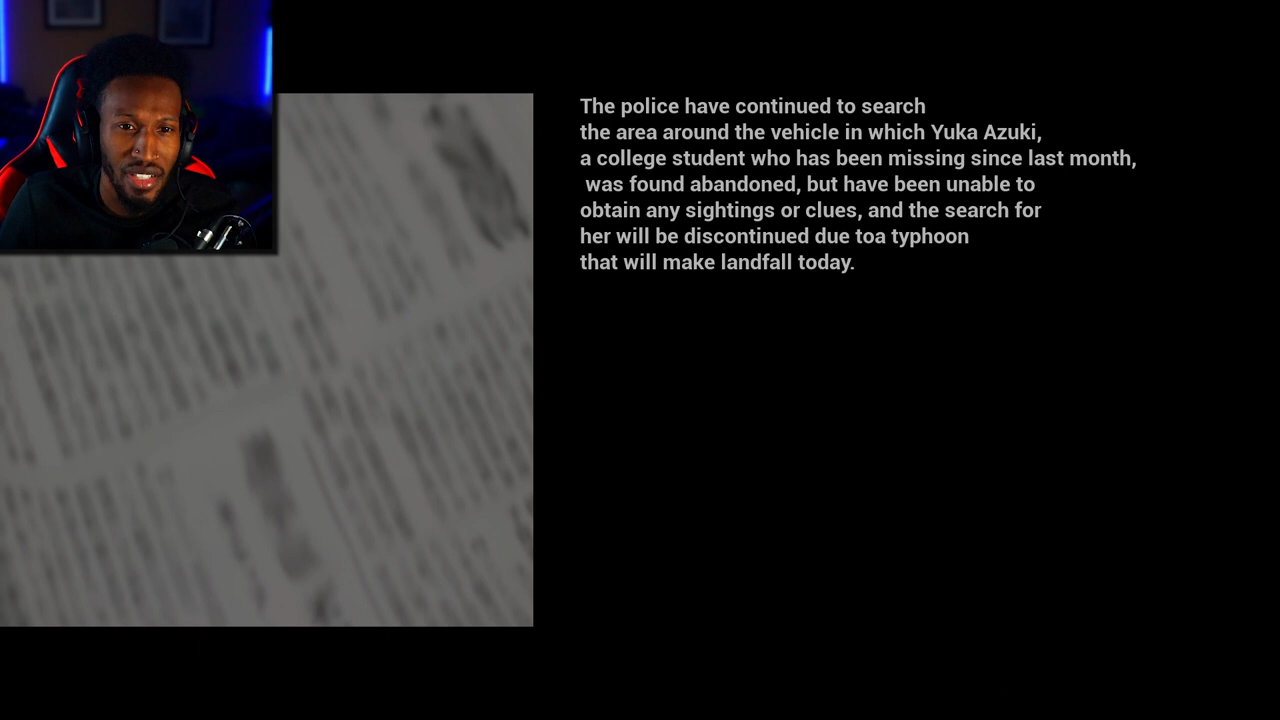 The police have continued to search
the area around the vehicle in which Yuka Azuki,
a college student who has been missing since last month,
was found abandoned, but have been unable to
obtain any sightings or clues, and the search for
her will be discontinued due toa typhoon
that will make landfall today.